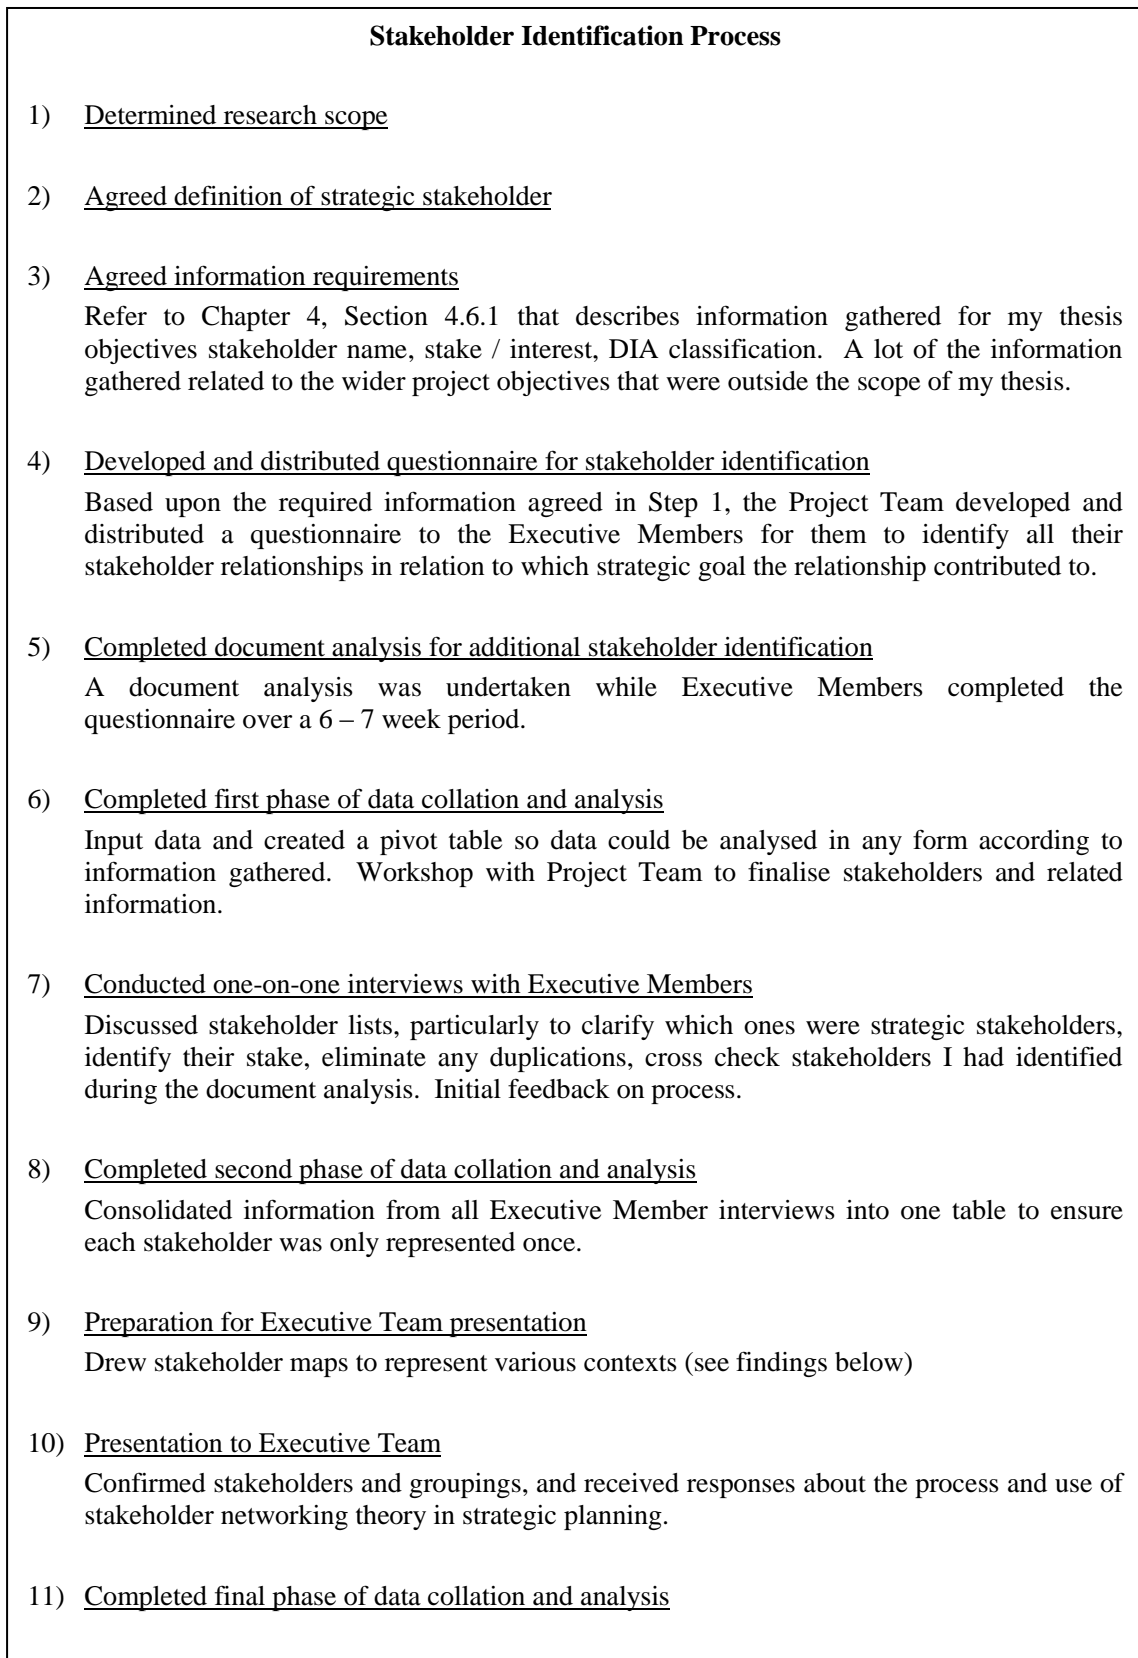 Stakeholder Identification Process
1) Determined research scope
2) Agreed definition of strategic stakeholder
3) Agreed information requirements
Refer to Chapter 4, Section 4.6.1 that describes information gathered for my thesis
objectives stakeholder name, stake / interest, DIA classification. A lot of the information
gathered related to the wider project objectives that were outside the scope of my thesis.
4) Developed and distributed questionnaire for stakeholder identification
Based upon the required information agreed in Step 1, the Project Team developed and
distributed a questionnaire to the Executive Members for them to identify all their
stakeholder relationships in relation to which strategic goal the relationship contributed to.
5) Completed document analysis for additional stakeholder identification
A document analysis was undertaken while Executive Members completed the
questionnaire over a 6 – 7 week period.
6) Completed first phase of data collation and analysis
Input data and created a pivot table so data could be analysed in any form according to
information gathered. Workshop with Project Team to finalise stakeholders and related
information.
7) Conducted one-on-one interviews with Executive Members
Discussed stakeholder lists, particularly to clarify which ones were strategic stakeholders,
identify their stake, eliminate any duplications, cross check stakeholders I had identified
during the document analysis. Initial feedback on process.
8) Completed second phase of data collation and analysis
Consolidated information from all Executive Member interviews into one table to ensure
each stakeholder was only represented once.
9) Preparation for Executive Team presentation
Drew stakeholder maps to represent various contexts (see findings below)
10) Presentation to Executive Team
Confirmed stakeholders and groupings, and received responses about the process and use of
stakeholder networking theory in strategic planning.
11) Completed final phase of data collation and analysis